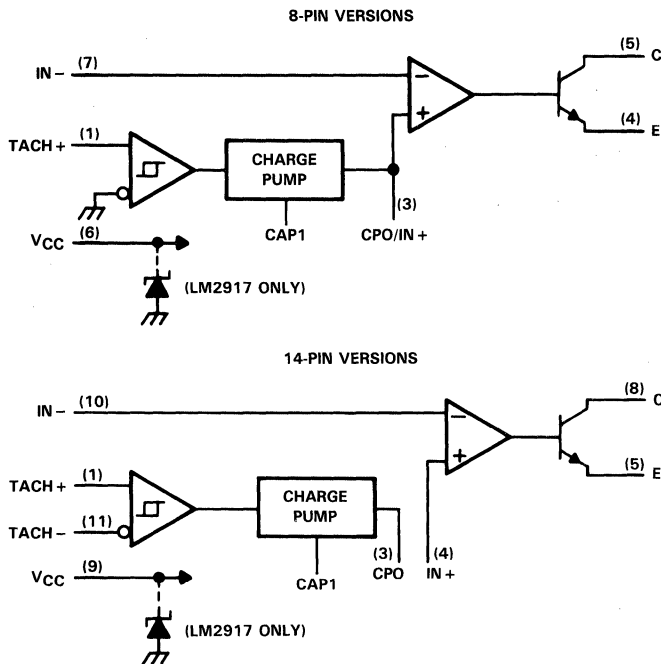 8-PIN VERSIONS
IN− (7)
(5) C
(4) E
TACH+ (1)
CHARGE
PUMP
(3)
CAP1
CPO/IN +
VCC (6)
(LM2917 ONLY)
14-PIN VERSIONS
IN− (10)
(8) C
(5) E
TACH+ (1)
TACH− (11)
CHARGE
PUMP
(3) (4)
CAP1
CPO
IN +
VCC (9)
(LM2917 ONLY)